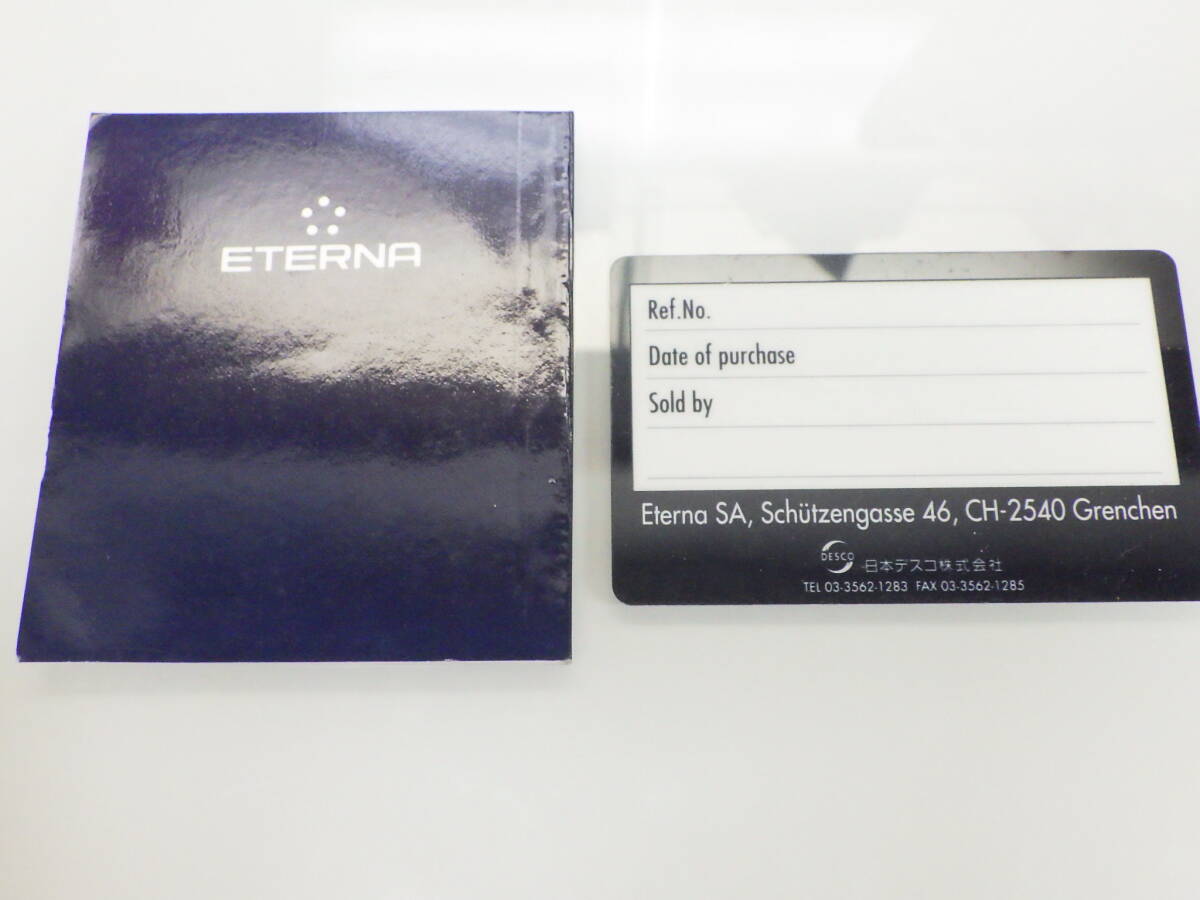 ETERNA
Ref.No.
Date of purchase
Sold by
Eterna SA, Schützengasse 46, CH-2540 Grenchen
DESCO 日本デスコ株式会社
TEL 03-3562-1283 FAX 03-3562-1285